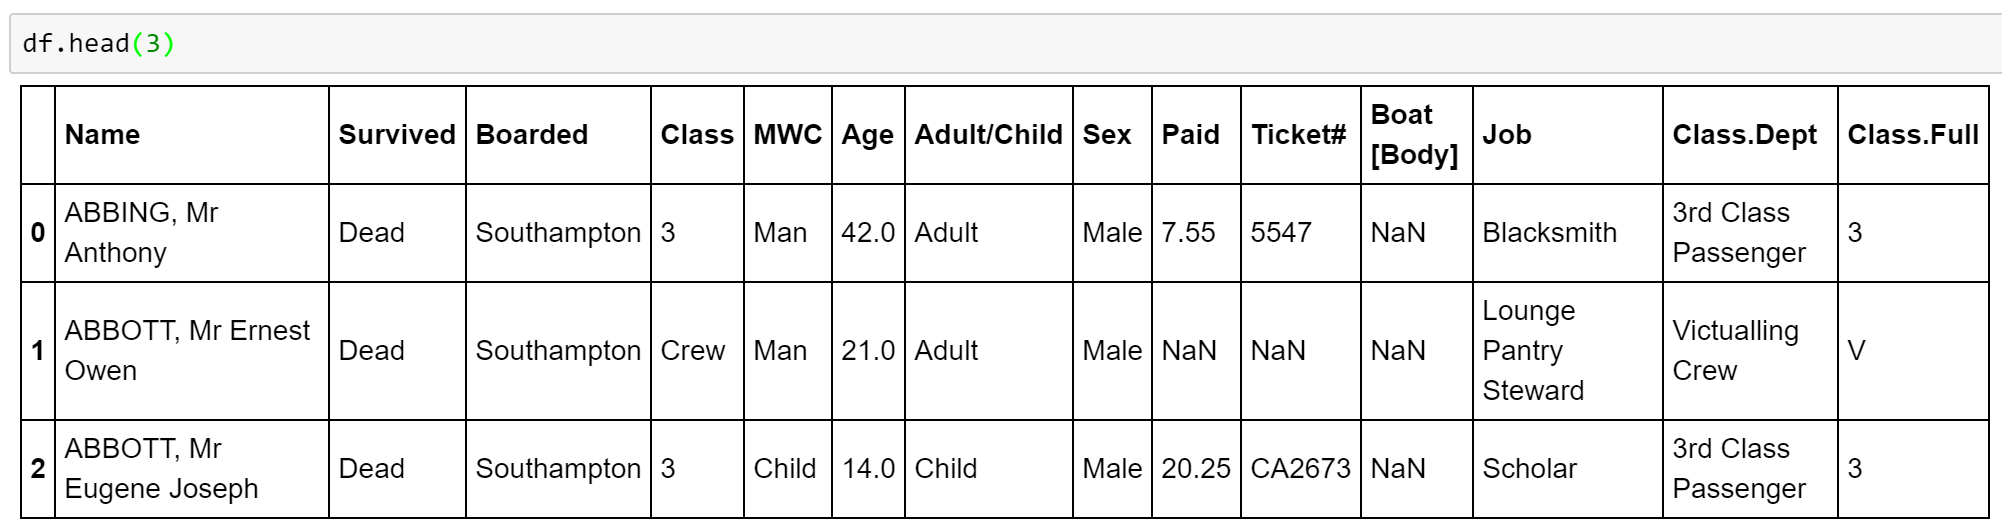 df.head(3)
Name Survived Boarded Class MWC Age Adult/Child Sex Paid Ticket# Boat [Body] Job Class.Dept Class.Full
0 ABBING, Mr Anthony Dead Southampton 3 Man 42.0 Adult Male 7.55 5547 NaN Blacksmith 3rd Class Passenger 3
1 ABBOTT, Mr Ernest Owen Dead Southampton Crew Man 21.0 Adult Male NaN NaN NaN Lounge Pantry Steward Victualling Crew V
2 ABBOTT, Mr Eugene Joseph Dead Southampton 3 Child 14.0 Child Male 20.25 CA2673 NaN Scholar 3rd Class Passenger 3